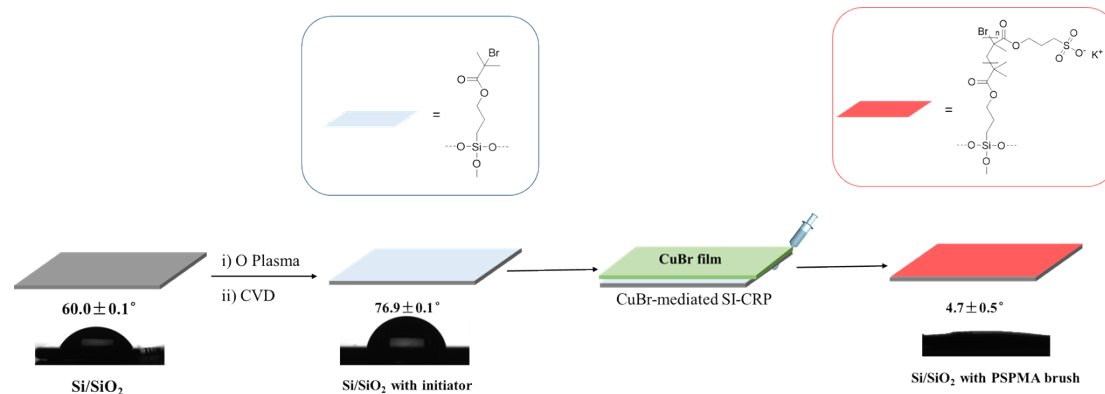 Br
O
O
O
Si
O
O
=
Br
n
O
O
S
O
O
O⁻
K⁺
O
O
O
Si
O
O
=
i) O Plasma
ii) CVD
CuBr film
CuBr-mediated SI-CRP
60.0±0.1°
76.9±0.1°
4.7±0.5°
Si/SiO₂
Si/SiO₂ with initiator
Si/SiO₂ with PSPMA brush